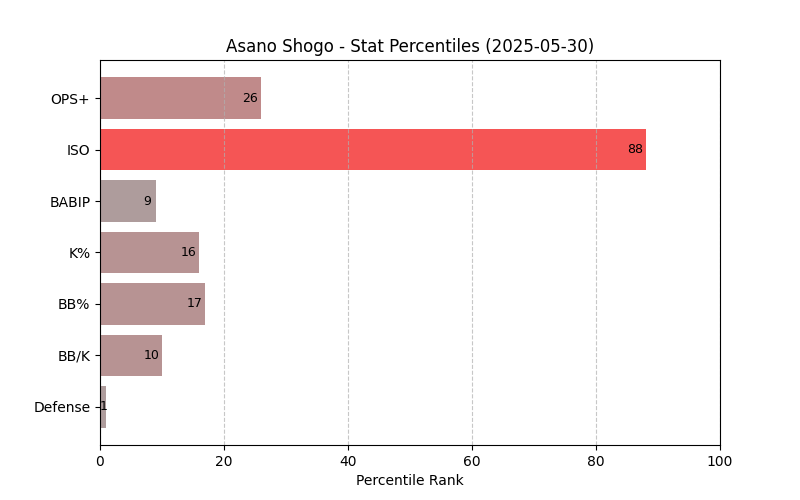 Asano Shogo - Stat Percentiles (2025-05-30)
OPS+ 26
ISO 88
BABIP 9
K% 16
BB% 17
BB/K 10
Defense 1
0 20 40 60 80 100
Percentile Rank